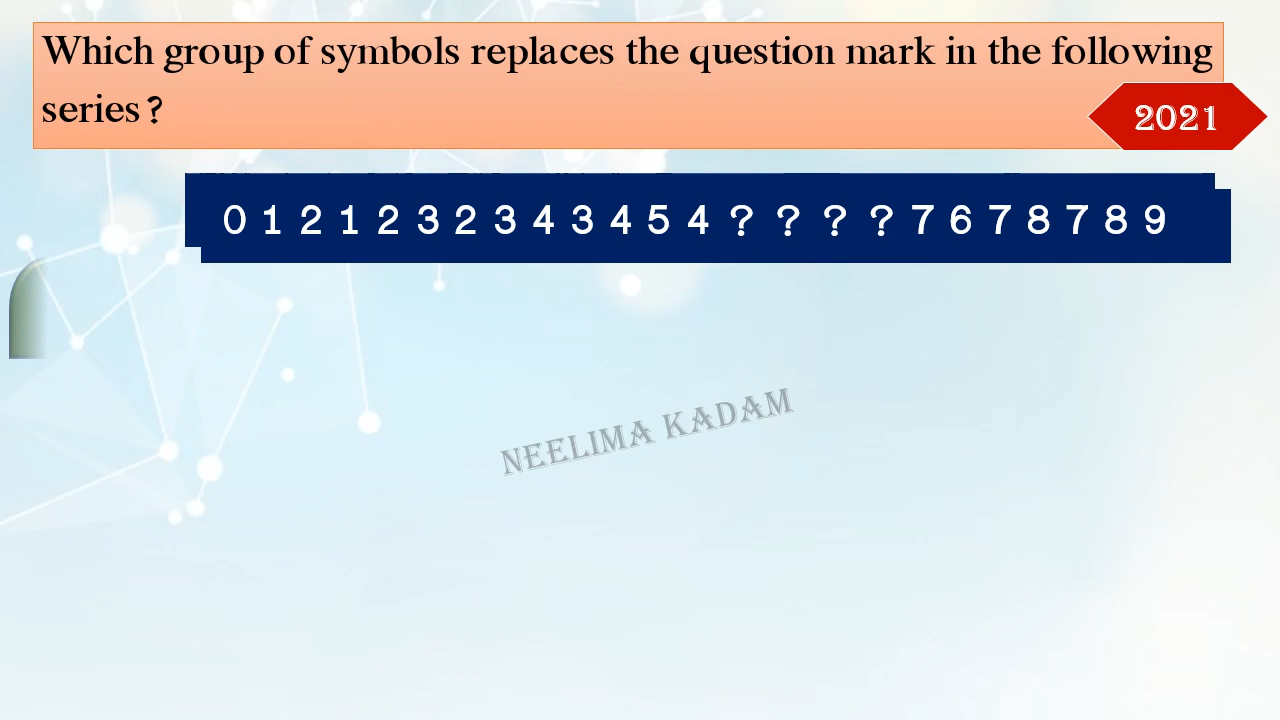 Which group of symbols replaces the question mark in the following
series?
2021
0 1 2 1 2 3 2 3 4 3 4 5 4 ? ? ? ? 7 6 7 8 7 8 9
NEELIMA KADAM